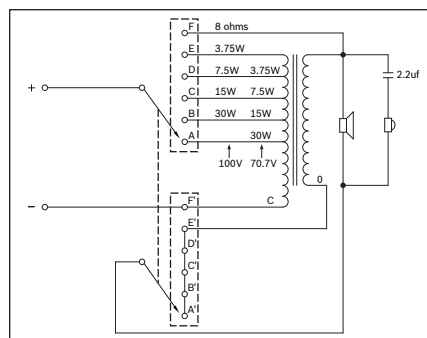 F 8 ohms
E 3.75W
D 7.5W 3.75W
C 15W 7.5W
B 30W 15W
A 30W
100V 70.7V
2.2uf
+
−
F' C
0
E'
D'
C'
B'
A'